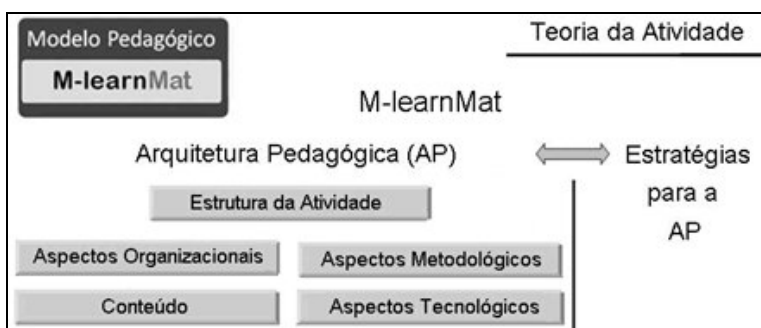 Modelo Pedagógico
M-learnMat
Teoria da Atividade
M-learnMat
Arquitetura Pedagógica (AP)
Estratégias
para a
AP
Estrutura da Atividade
Aspectos Organizacionais
Aspectos Metodológicos
Conteúdo
Aspectos Tecnológicos